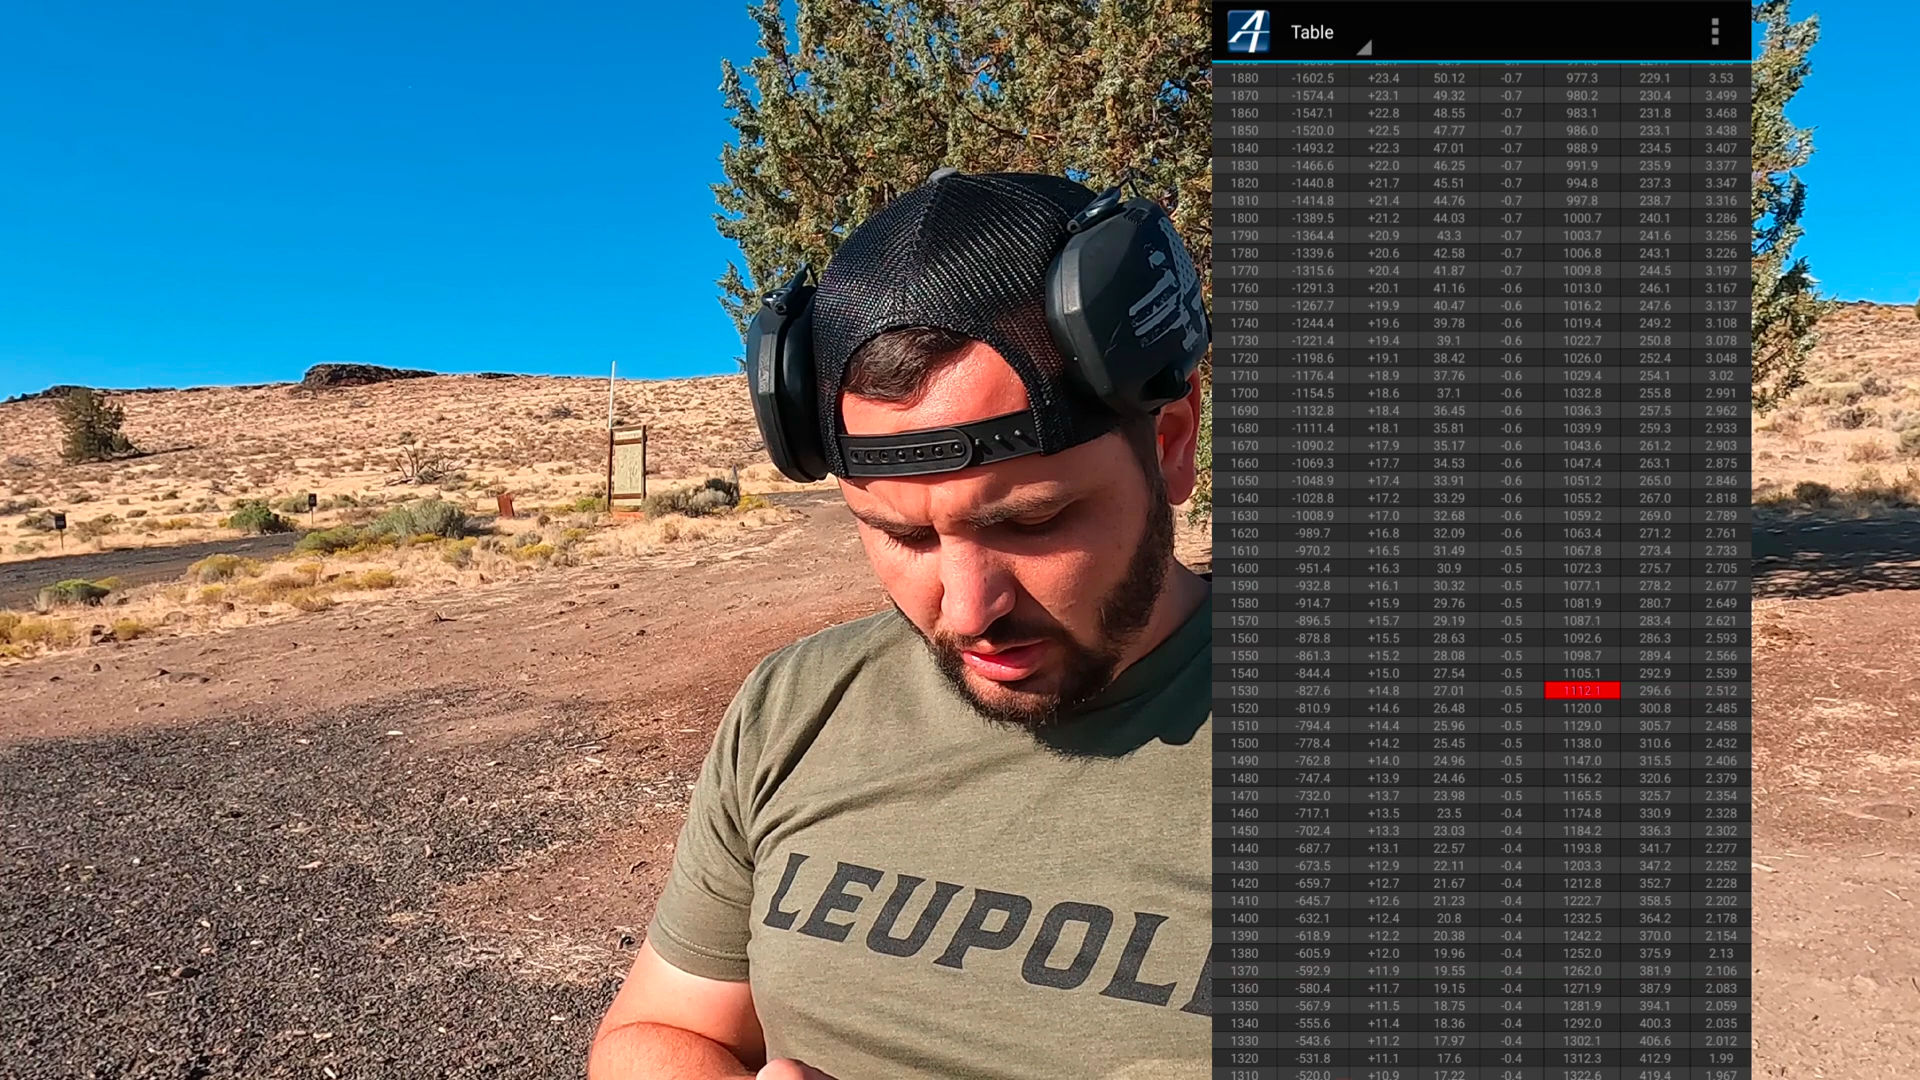 Table
1880 -1602.5 +23.4 50.12 -0.7 977.3 229.1 3.53
1870 -1574.4 +23.1 49.32 -0.7 980.2 230.4 3.499
1860 -1547.1 +22.8 48.55 -0.7 983.1 231.8 3.468
1850 -1520.0 +22.5 47.77 -0.7 986.0 233.1 3.438
1840 -1493.2 +22.3 47.01 -0.7 988.9 234.5 3.407
1830 -1466.6 +22.0 46.25 -0.7 991.9 235.9 3.377
1820 -1440.8 +21.7 45.51 -0.7 994.8 237.3 3.347
1810 -1414.8 +21.4 44.76 -0.7 997.8 238.7 3.316
1800 -1389.5 +21.2 44.03 -0.7 1000.7 240.1 3.286
1790 -1364.4 +20.9 43.3 -0.7 1003.7 241.6 3.256
1780 -1339.6 +20.6 42.58 -0.7 1006.8 243.1 3.226
1770 -1315.6 +20.4 41.87 -0.7 1009.8 244.5 3.197
1760 -1291.3 +20.1 41.16 -0.6 1013.0 246.1 3.167
1750 -1267.7 +19.9 40.47 -0.6 1016.2 247.6 3.137
1740 -1244.4 +19.6 39.78 -0.6 1019.4 249.2 3.108
1730 -1221.4 +19.4 39.1 -0.6 1022.7 250.8 3.078
1720 -1198.6 +19.1 38.42 -0.6 1026.0 252.4 3.048
1710 -1176.4 +18.9 37.76 -0.6 1029.4 254.1 3.02
1700 -1154.5 +18.6 37.1 -0.6 1032.8 255.8 2.991
1690 -1132.8 +18.4 36.45 -0.6 1036.3 257.5 2.962
1680 -1111.4 +18.1 35.81 -0.6 1039.9 259.3 2.933
1670 -1090.2 +17.9 35.17 -0.6 1043.6 261.2 2.903
1660 -1069.3 +17.7 34.53 -0.6 1047.4 263.1 2.875
1650 -1048.9 +17.4 33.91 -0.6 1051.2 265.0 2.846
1640 -1028.8 +17.2 33.29 -0.6 1055.2 267.0 2.818
1630 -1008.9 +17.0 32.68 -0.6 1059.2 269.0 2.789
1620 -989.7 +16.8 32.09 -0.6 1063.4 271.2 2.761
1610 -970.2 +16.5 31.49 -0.5 1067.8 273.4 2.733
1600 -951.4 +16.3 30.9 -0.5 1072.3 275.7 2.705
1590 -932.8 +16.1 30.32 -0.5 1077.1 278.2 2.677
1580 -914.7 +15.9 29.76 -0.5 1081.9 280.7 2.649
1570 -896.5 +15.7 29.19 -0.5 1087.1 283.4 2.621
1560 -878.8 +15.5 28.63 -0.5 1092.6 286.3 2.593
1550 -861.3 +15.2 28.08 -0.5 1098.7 289.4 2.566
1540 -844.4 +15.0 27.54 -0.5 1105.1 292.9 2.539
1530 -827.6 +14.8 27.01 -0.5 1112.1 296.6 2.512
1520 -810.9 +14.6 26.48 -0.5 1120.0 300.8 2.485
1510 -794.4 +14.4 25.96 -0.5 1129.0 305.7 2.458
1500 -778.4 +14.2 25.45 -0.5 1138.0 310.6 2.432
1490 -762.8 +14.0 24.96 -0.5 1147.0 315.5 2.406
1480 -747.4 +13.9 24.46 -0.5 1156.2 320.6 2.379
1470 -732.0 +13.7 23.98 -0.5 1165.5 325.7 2.354
1460 -717.1 +13.5 23.5 -0.4 1174.8 330.9 2.328
1450 -702.4 +13.3 23.03 -0.4 1184.2 336.3 2.302
1440 -687.7 +13.1 22.57 -0.4 1193.8 341.7 2.277
1430 -673.5 +12.9 22.11 -0.4 1203.3 347.2 2.252
1420 -659.7 +12.7 21.67 -0.4 1212.8 352.7 2.228
1410 -645.7 +12.6 21.23 -0.4 1222.7 358.5 2.202
1400 -632.1 +12.4 20.8 -0.4 1232.5 364.2 2.178
1390 -618.9 +12.2 20.38 -0.4 1242.2 370.0 2.154
1380 -605.9 +12.0 19.96 -0.4 1252.0 375.9 2.13
1370 -592.9 +11.9 19.55 -0.4 1262.0 381.9 2.106
1360 -580.4 +11.7 19.15 -0.4 1271.9 387.9 2.083
1350 -567.9 +11.5 18.75 -0.4 1281.9 394.1 2.059
1340 -555.6 +11.4 18.36 -0.4 1292.0 400.3 2.035
1330 -543.6 +11.2 17.97 -0.4 1302.1 406.6 2.012
1320 -531.8 +11.1 17.6 -0.4 1312.3 412.9 1.99
1310 -520.0 +10.9 17.22 -0.4 1322.6 419.4 1.967
LEUPOL